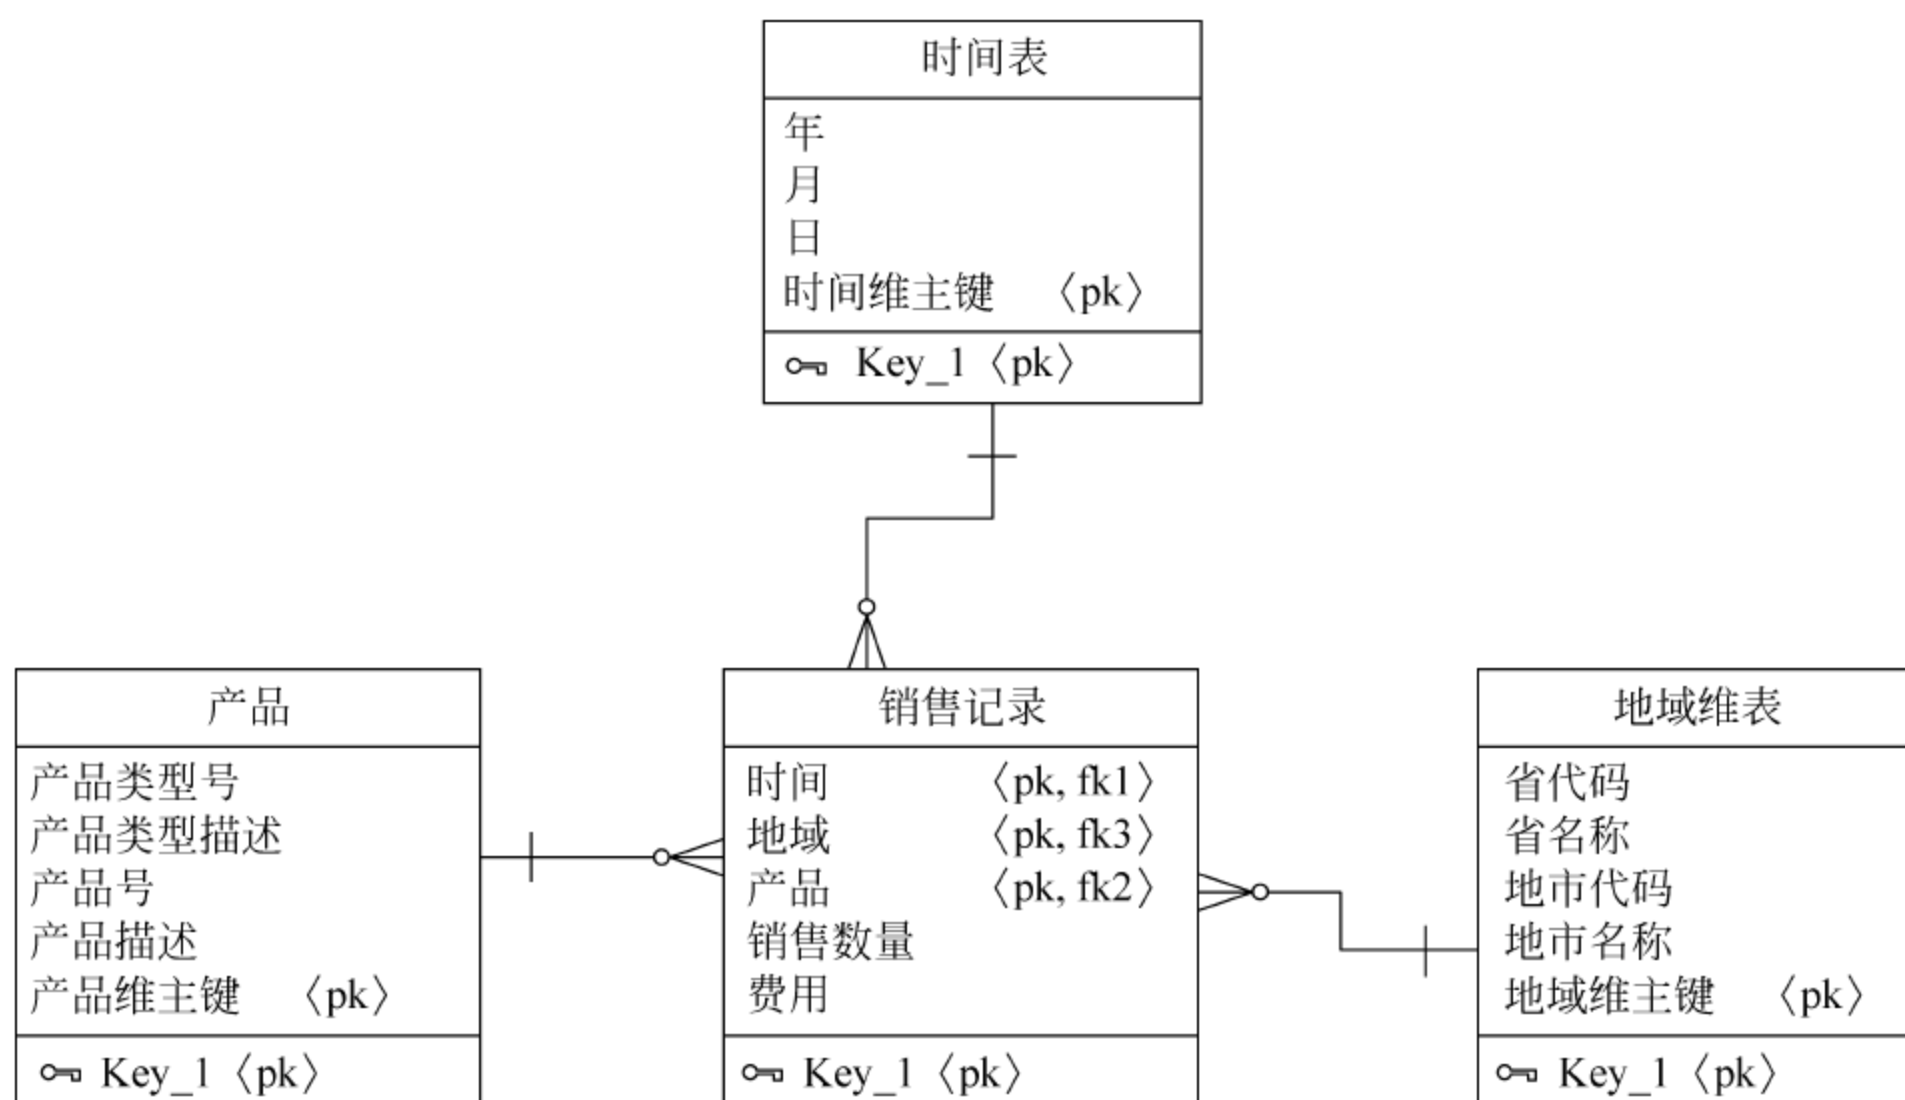 时间表
年
月
日
时间维主键 〈pk〉
Key_1〈pk〉
产品
产品类型号
产品类型描述
产品号
产品描述
产品维主键 〈pk〉
Key_1〈pk〉
销售记录
时间 〈pk, fk1〉
地域 〈pk, fk3〉
产品 〈pk, fk2〉
销售数量
费用
Key_1〈pk〉
地域维表
省代码
省名称
地市代码
地市名称
地域维主键 〈pk〉
Key_1〈pk〉